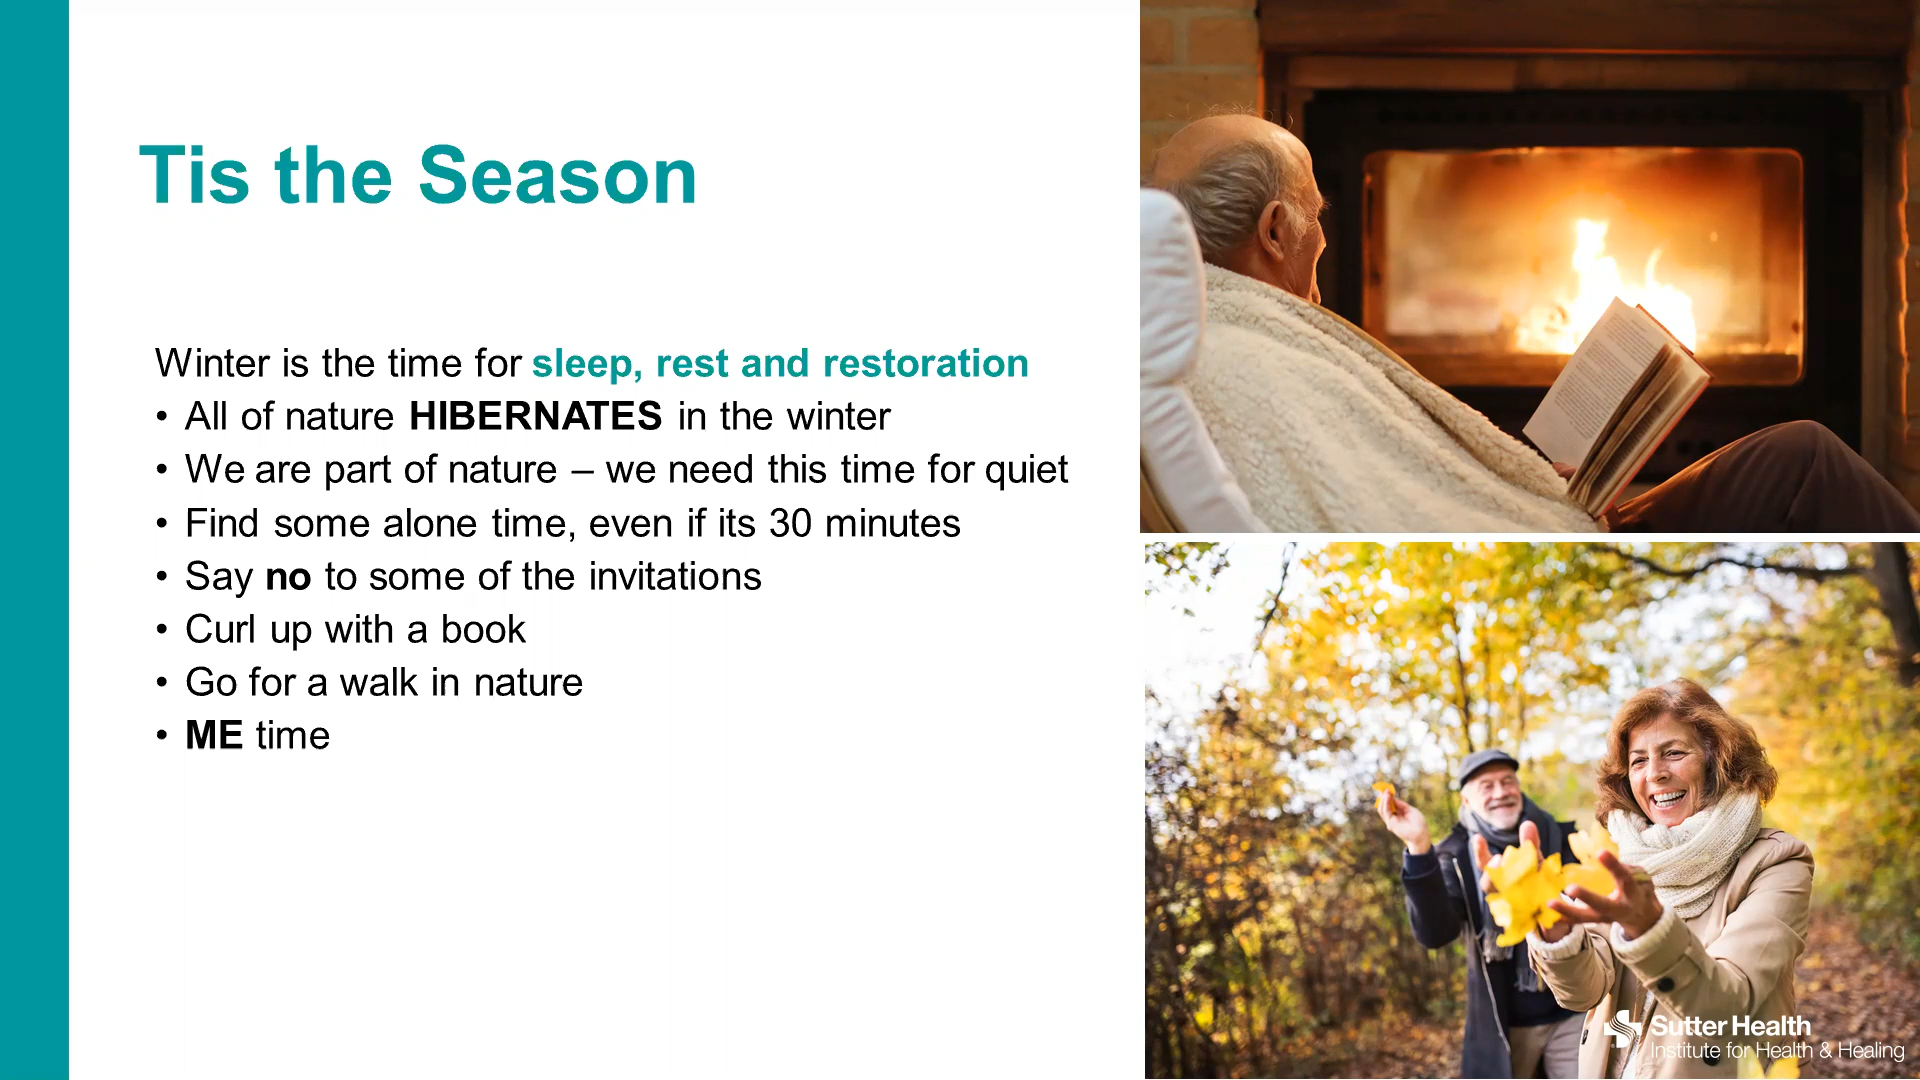 Tis the Season
Winter is the time for sleep, rest and restoration
• All of nature HIBERNATES in the winter
• We are part of nature – we need this time for quiet
• Find some alone time, even if its 30 minutes
• Say no to some of the invitations
• Curl up with a book
• Go for a walk in nature
• ME time
Sutter Health
Institute for Health & Healing